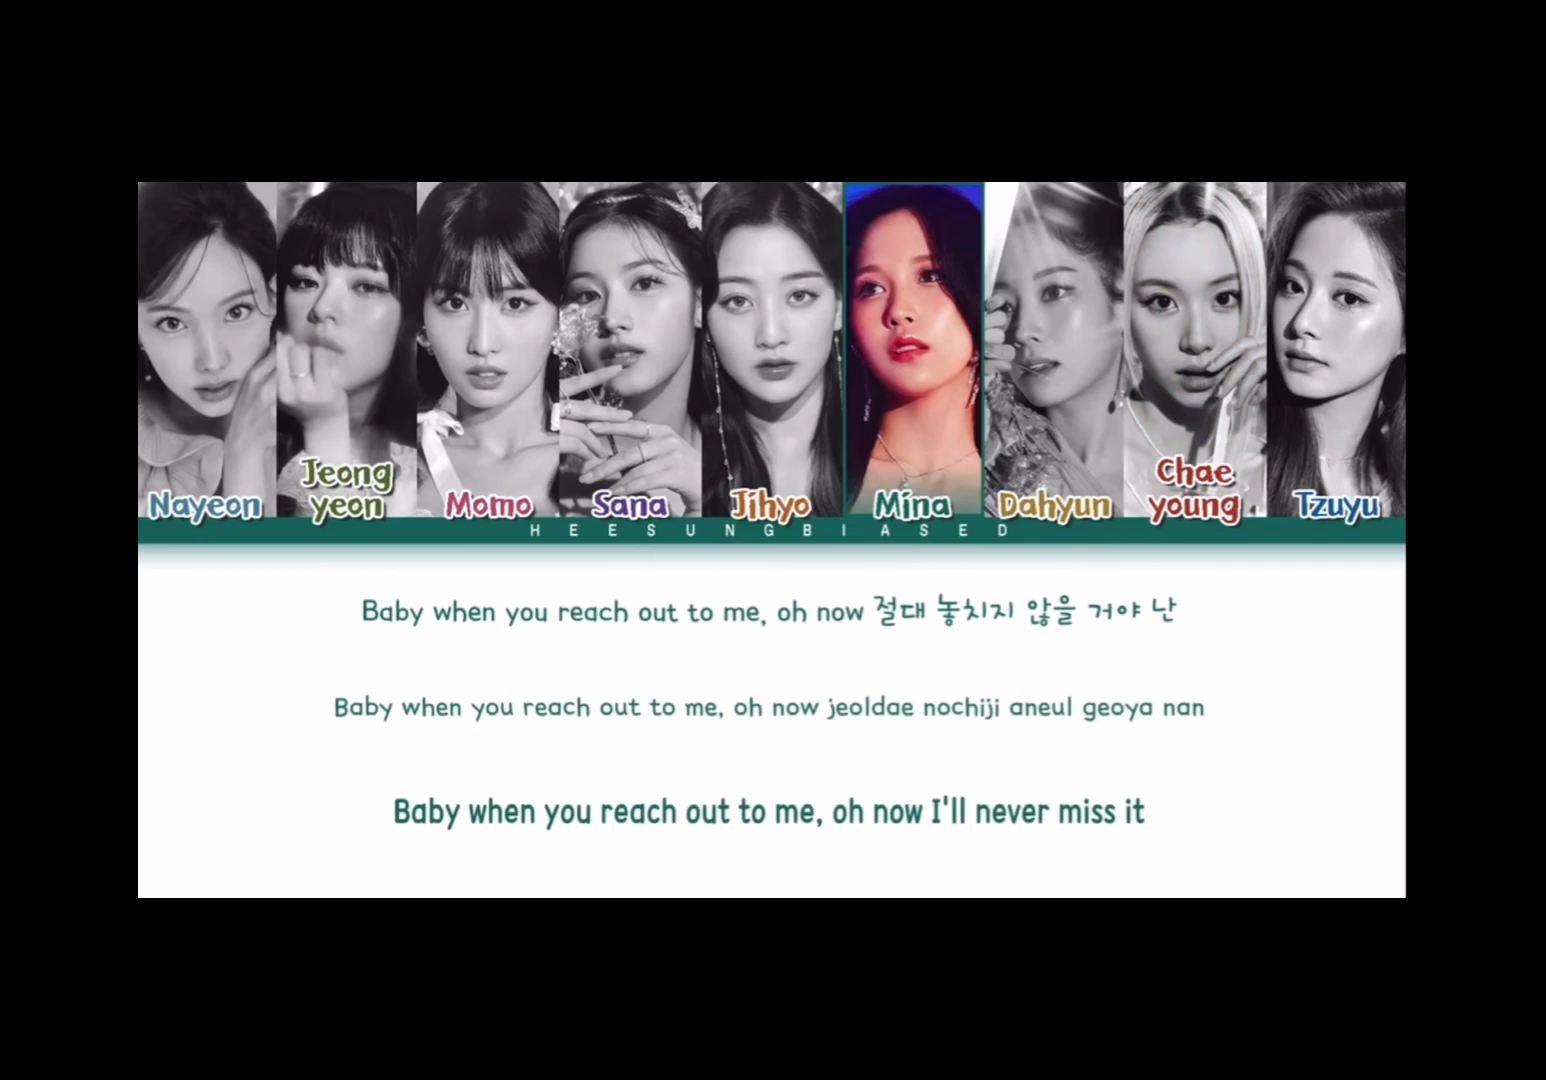 Nayeon
Jeong
yeon
Momo
Sana
Jihyo
Mina
Dahyun
Chae
young
Tzuyu
HEESUNGBIASED
Baby when you reach out to me, oh now 절대 놓치지 않을 거야 난
Baby when you reach out to me, oh now jeoldae nochiji aneul geoya nan
Baby when you reach out to me, oh now I'll never miss it